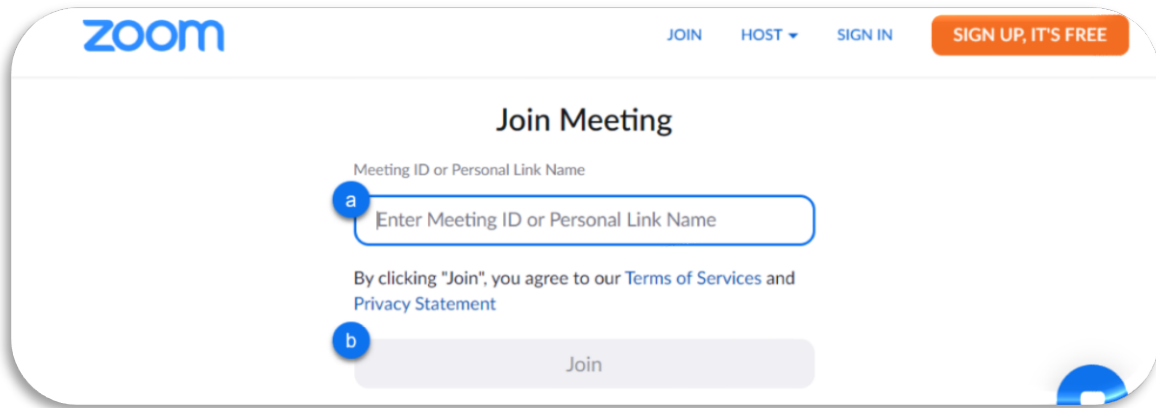 zoom
JOIN HOST SIGN IN SIGN UP, IT'S FREE
Join Meeting
Meeting ID or Personal Link Name
a
Enter Meeting ID or Personal Link Name
By clicking "Join", you agree to our Terms of Services and
Privacy Statement
b
Join